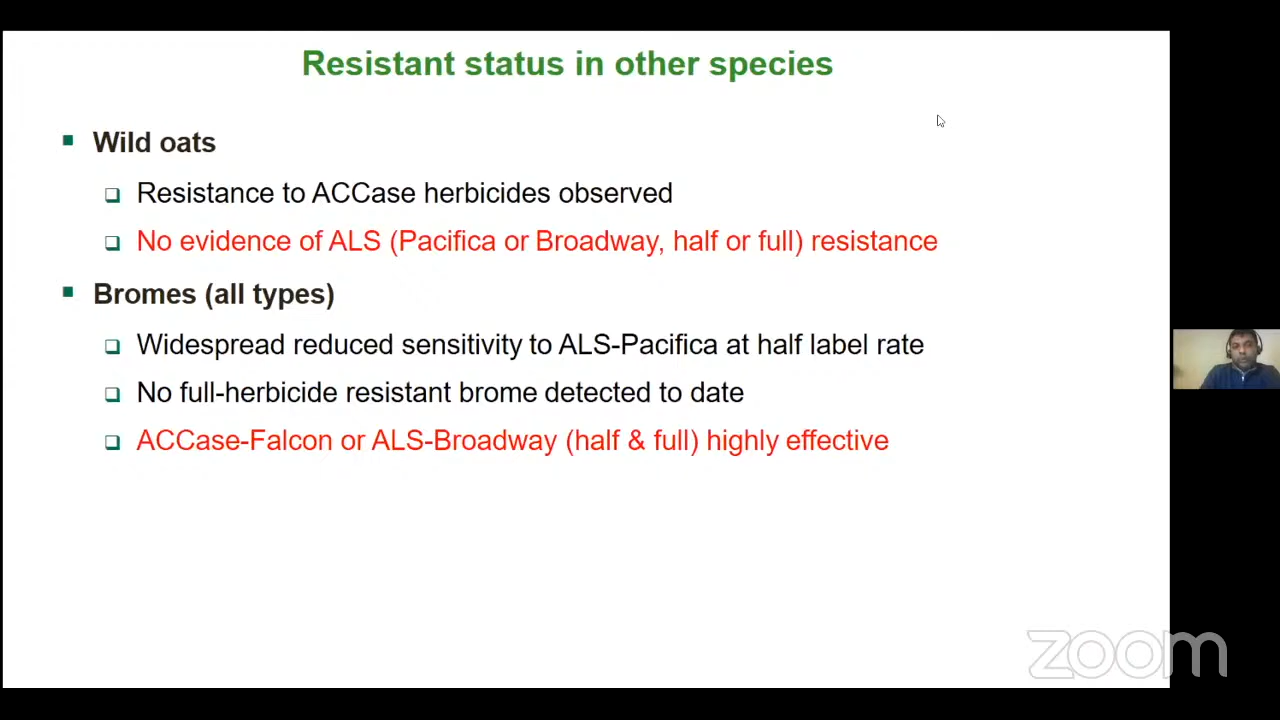 Resistant status in other species
Wild oats
Resistance to ACCase herbicides observed
No evidence of ALS (Pacifica or Broadway, half or full) resistance
Bromes (all types)
Widespread reduced sensitivity to ALS-Pacifica at half label rate
No full-herbicide resistant brome detected to date
ACCase-Falcon or ALS-Broadway (half & full) highly effective
zoom